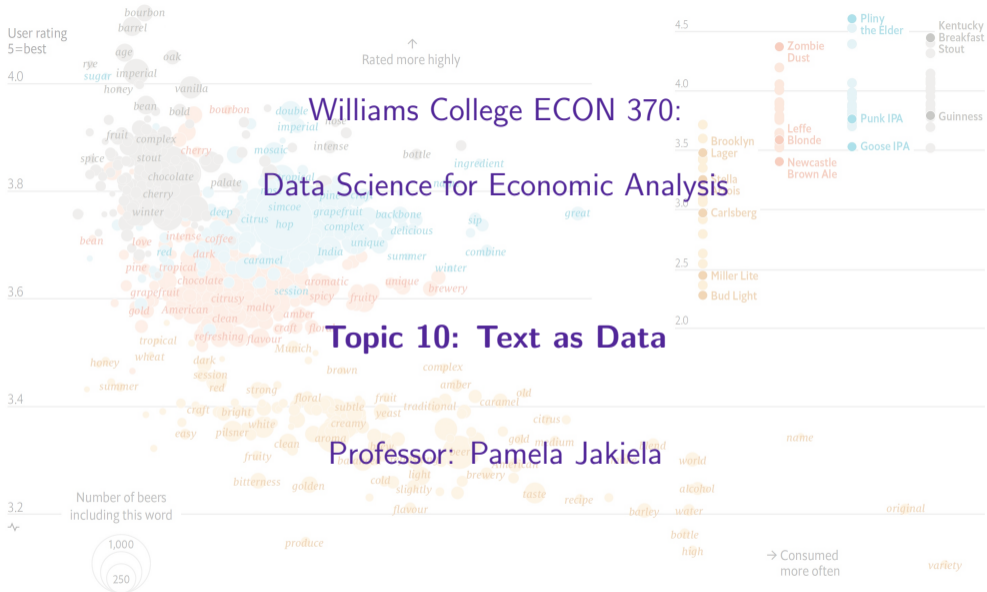 bourbon
barrel
User rating
5=best
age
oak
rye
sugar
imperial
honey
vanilla
4.0
↑
Rated more highly
bean
bold
bourbon
double
imperial
fruit
complex
cherry
mosaic
intense
spice
stout
chocolate
palate
cherry
winter
3.8
bottle
ingredient
Williams College ECON 370:
Data Science for Economic Analysis
deep
citrus
simcoe
hop
grapefruit
complex
backbone
delicious
unique
India
summer
sip
great
combine
winter
caramel
session
bean
love
intense
coffee
red
dark
pine
tropical
chocolate
grapefruit
citrusy
gold
American
malty
clean
amber
craft
refreshing
flavour
aromatic
spicy
fruity
unique
brewery
3.6
Topic 10: Text as Data
tropical
wheat
honey
summer
dark
session
red
Munich
brown
complex
strong
floral
subtle
fruit
yeast
traditional
amber
caramel
old
3.4
craft
bright
white
pilsner
easy
creamy
clean
aroma
fruity
citrus
gold
medium
Professor: Pamela Jakiela
American
bitterness
golden
cold
light
slightly
flavour
brewery
taste
recipe
barley
water
world
alcohol
name
original
bottle
high
variety
produce
3.2
Number of beers
including this word
1,000
250
→ Consumed
more often
4.5
4.0
3.5
3.0
2.5
2.0
Brooklyn
Lager
Carlsberg
Miller Lite
Bud Light
Zombie
Dust
Leffe
Blonde
Newcastle
Brown Ale
Pliny
the Elder
Punk IPA
Goose IPA
Kentucky
Breakfast
Stout
Guinness